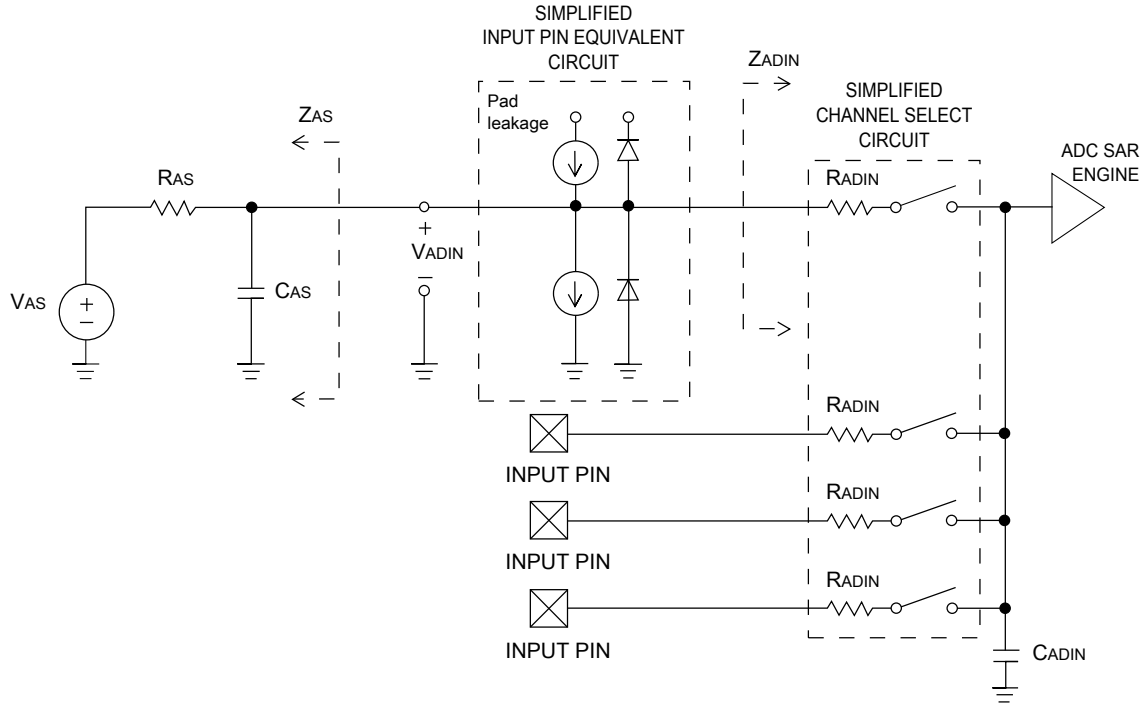 SIMPLIFIED
INPUT PIN EQUIVALENT
CIRCUIT
ZADIN
SIMPLIFIED
CHANNEL SELECT
CIRCUIT
Pad
leakage
ZAS
ADC SAR
ENGINE
RAS
RADIN
+
VADIN
–
CAS
VAS
+
–
RADIN
INPUT PIN
RADIN
INPUT PIN
RADIN
INPUT PIN
CADIN